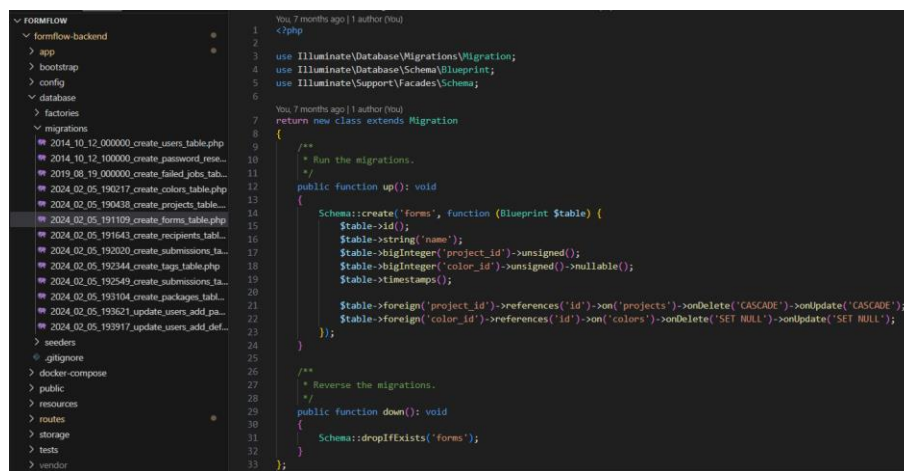 FORMFLOW
formflow-backend
app
bootstrap
config
database
factories
migrations
2014_10_12_000000_create_users_table.php
2014_10_12_100000_create_password_rese...
2019_08_19_000000_create_failed_jobs_tab...
2024_02_05_190217_create_colors_table.php
2024_02_05_190438_create_projects_table....
2024_02_05_191109_create_forms_table.php
2024_02_05_191643_create_recipients_tabl...
2024_02_05_192020_create_submissions_ta...
2024_02_05_192344_create_tags_table.php
2024_02_05_192549_create_submissions_ta...
2024_02_05_193104_create_packages_tabl...
2024_02_05_193621_update_users_add_pa...
2024_02_05_193917_update_users_add_def...
seeders
.gitignore
docker-compose
public
resources
routes
storage
tests
vendor
You, 7 months ago | 1 author (You)
1 <?php
2
3 use Illuminate\Database\Migrations\Migration;
4 use Illuminate\Database\Schema\Blueprint;
5 use Illuminate\Support\Facades\Schema;
6
You, 7 months ago | 1 author (You)
7 return new class extends Migration
8 {
9 /**
10 * Run the migrations.
11 */
12 public function up(): void
13 {
14 Schema::create('forms', function (Blueprint $table) {
15 $table->id();
16 $table->string('name');
17 $table->bigInteger('project_id')->unsigned();
18 $table->bigInteger('color_id')->unsigned()->nullable();
19 $table->timestamps();
20
21 $table->foreign('project_id')->references('id')->on('projects')->onDelete('CASCADE')->onUpdate('CASCADE');
22 $table->foreign('color_id')->references('id')->on('colors')->onDelete('SET NULL')->onUpdate('SET NULL');
23 });
24 }
25
26 /**
27 * Reverse the migrations.
28 */
29 public function down(): void
30 {
31 Schema::dropIfExists('forms');
32 }
33 };